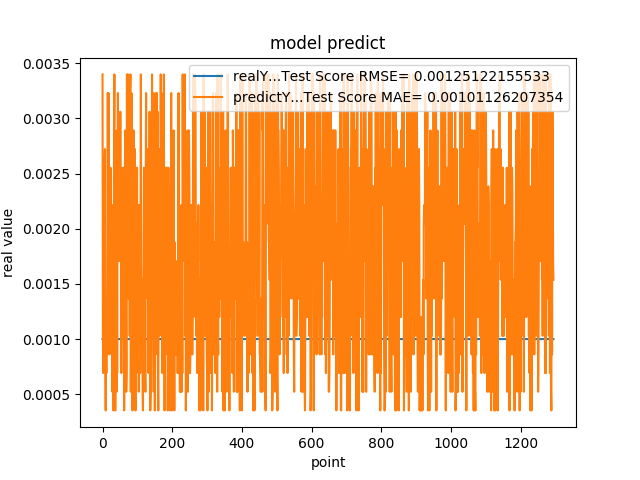 model predict
realY...Test Score RMSE= 0.00125122155533
predictY...Test Score MAE= 0.00101126207354
real value
0.0035
0.0030
0.0025
0.0020
0.0015
0.0010
0.0005
0 200 400 600 800 1000 1200
point